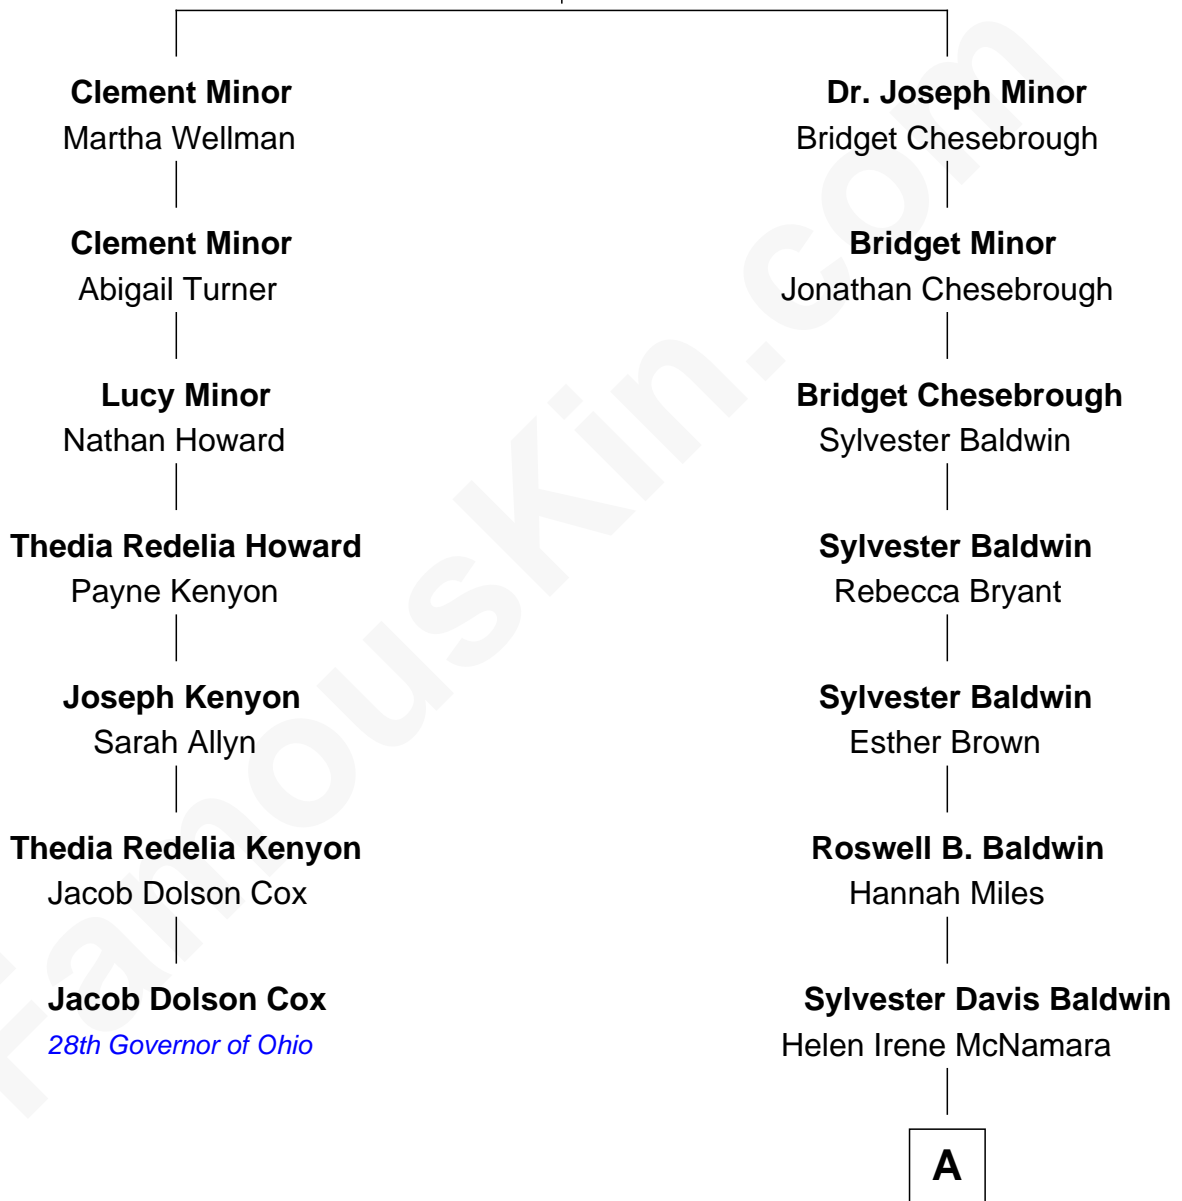 Clement Minor
Martha Wellman
Dr. Joseph Minor
Bridget Chesebrough
Clement Minor
Abigail Turner
Bridget Minor
Jonathan Chesebrough
Lucy Minor
Nathan Howard
Bridget Chesebrough
Sylvester Baldwin
Thedia Redelia Howard
Payne Kenyon
Sylvester Baldwin
Rebecca Bryant
Joseph Kenyon
Sarah Allyn
Sylvester Baldwin
Esther Brown
Thedia Redelia Kenyon
Jacob Dolson Cox
Roswell B. Baldwin
Hannah Miles
Jacob Dolson Cox
28th Governor of Ohio
Sylvester Davis Baldwin
Helen Irene McNamara
A
FamousKin.com